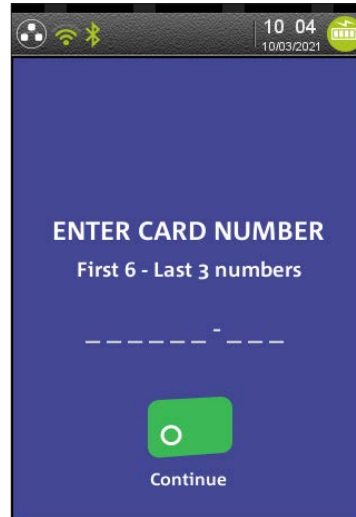 10 04
10/03/2021
ENTER CARD NUMBER
First 6 - Last 3 numbers
_ _ _ _ _ _ - _ _ _
Continue